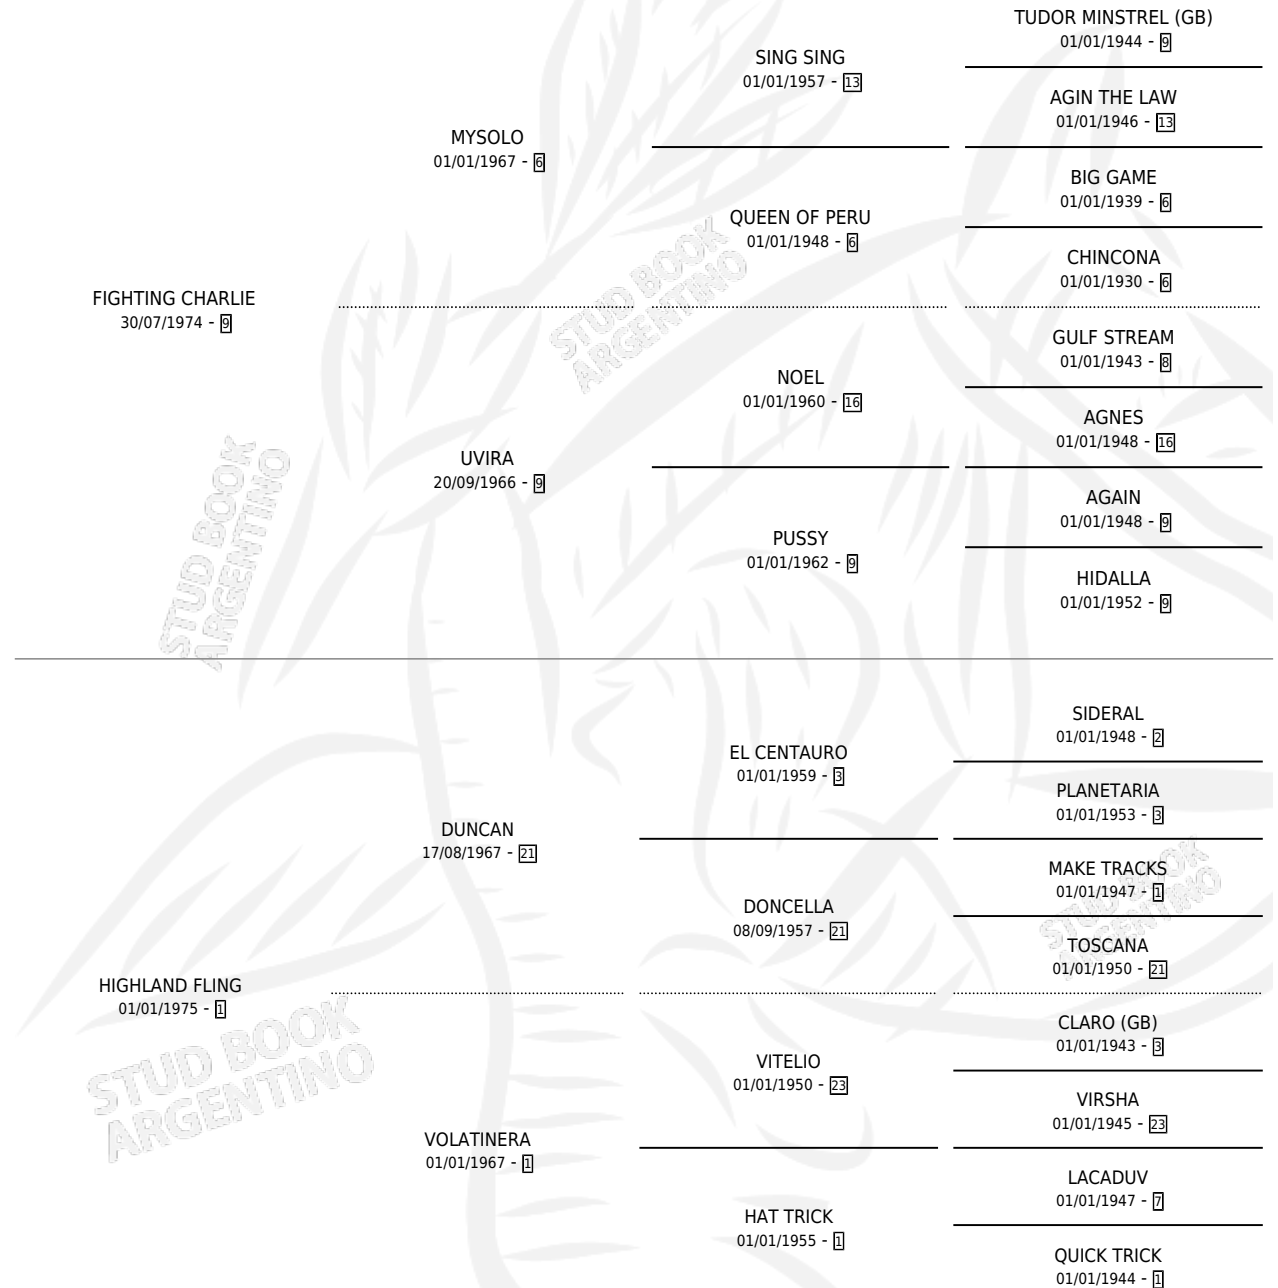 TUDOR MINSTREL (GB)
01/01/1944 - 9
SING SING
01/01/1957 - 13
AGIN THE LAW
01/01/1946 - 13
MYSOLO
01/01/1967 - 6
BIG GAME
01/01/1939 - 6
QUEEN OF PERU
01/01/1948 - 6
CHINCONA
01/01/1930 - 6
FIGHTING CHARLIE
30/07/1974 - 9
GULF STREAM
01/01/1943 - 8
NOEL
01/01/1960 - 16
AGNES
01/01/1948 - 16
UVIRA
20/09/1966 - 9
AGAIN
01/01/1948 - 9
PUSSY
01/01/1962 - 9
HIDALLA
01/01/1952 - 9
STUD BOOK
ARGENTINO
STUD BOOK
ARGENTINO
SIDERAL
01/01/1948 - 2
EL CENTAURO
01/01/1959 - 3
PLANETARIA
01/01/1953 - 3
DUNCAN
17/08/1967 - 21
MAKE TRACKS
01/01/1947 - 1
DONCELLA
08/09/1957 - 21
TOSCANA
01/01/1950 - 21
HIGHLAND FLING
01/01/1975 - 1
CLARO (GB)
01/01/1943 - 3
VITELIO
01/01/1950 - 23
VIRSHA
01/01/1945 - 23
VOLATINERA
01/01/1967 - 1
LACADUV
01/01/1947 - 7
HAT TRICK
01/01/1955 - 1
QUICK TRICK
01/01/1944 - 1
STUD BOOK
ARGENTINO
STUD BOOK
ARGENTINO